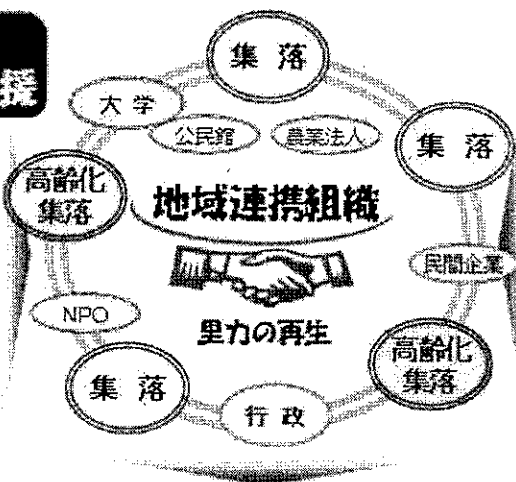 援
集落
大学
公民館
農業法人
集落
高齢化
集落
地域連携組織
民間企業
NPO
里力の再生
高齢化
集落
集落
行政